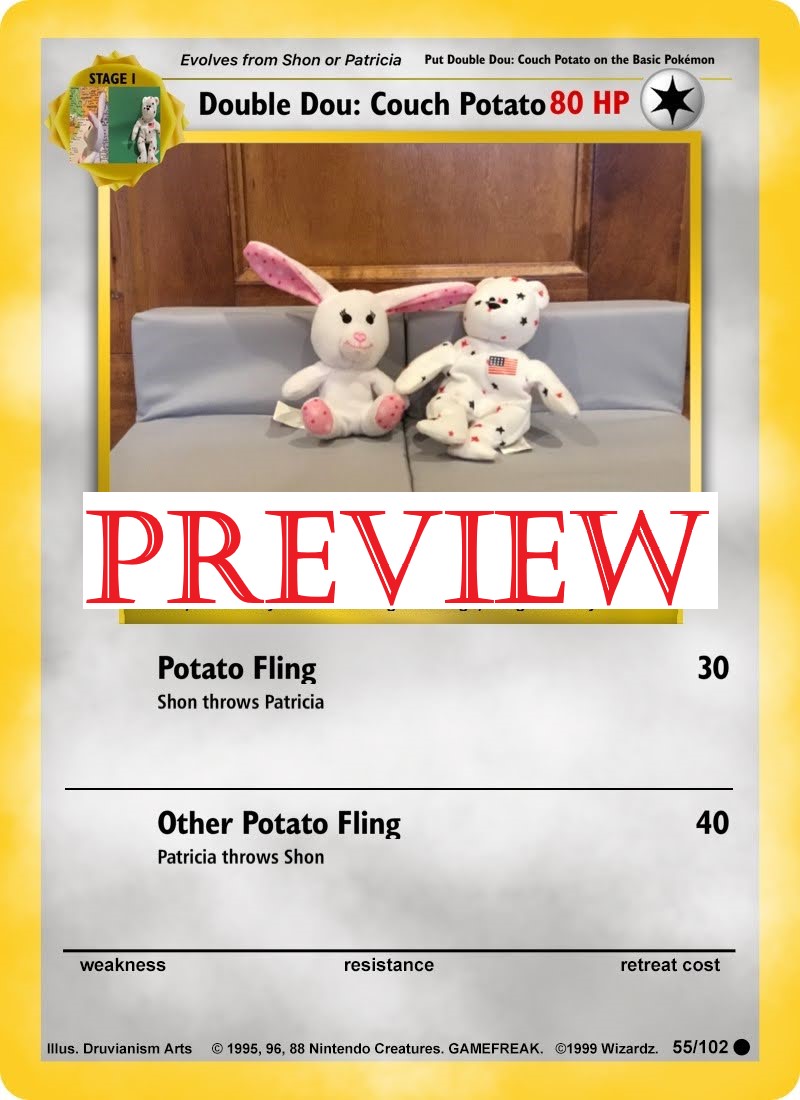 Evolves from Shon or Patricia Put Double Dou: Couch Potato on the Basic Pokémon
STAGE I
Double Dou: Couch Potato 80 HP
PREVIEW
Potato Fling 30
Shon throws Patricia
Other Potato Fling 40
Patricia throws Shon
weakness resistance retreat cost
Illus. Druvianism Arts © 1995, 96, 88 Nintendo Creatures. GAMEFREAK. ©1999 Wizardz. 55/102